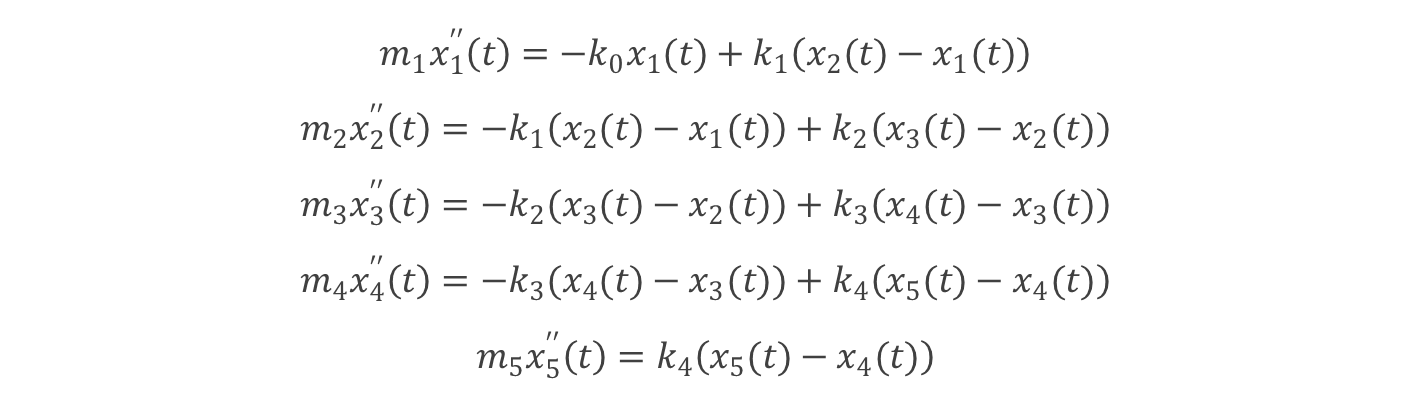 m₁x₁″(t) = −k₀x₁(t) + k₁(x₂(t) − x₁(t))
m₂x₂″(t) = −k₁(x₂(t) − x₁(t)) + k₂(x₃(t) − x₂(t))
m₃x₃″(t) = −k₂(x₃(t) − x₂(t)) + k₃(x₄(t) − x₃(t))
m₄x₄″(t) = −k₃(x₄(t) − x₃(t)) + k₄(x₅(t) − x₄(t))
m₅x₅″(t) = k₄(x₅(t) − x₄(t))